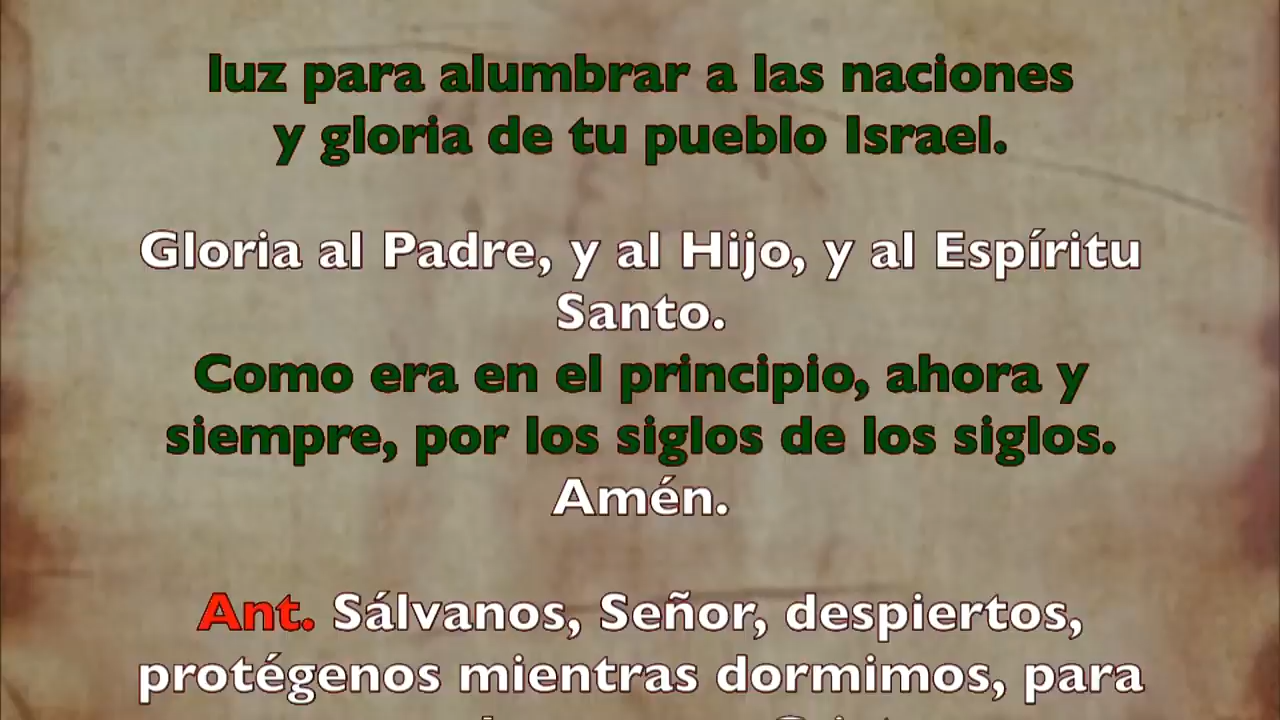 luz para alumbrar a las naciones
y gloria de tu pueblo Israel.
Gloria al Padre, y al Hijo, y al Espíritu
Santo.
Como era en el principio, ahora y
siempre, por los siglos de los siglos.
Amén.
Ant. Sálvanos, Señor, despiertos,
protégenos mientras dormimos, para